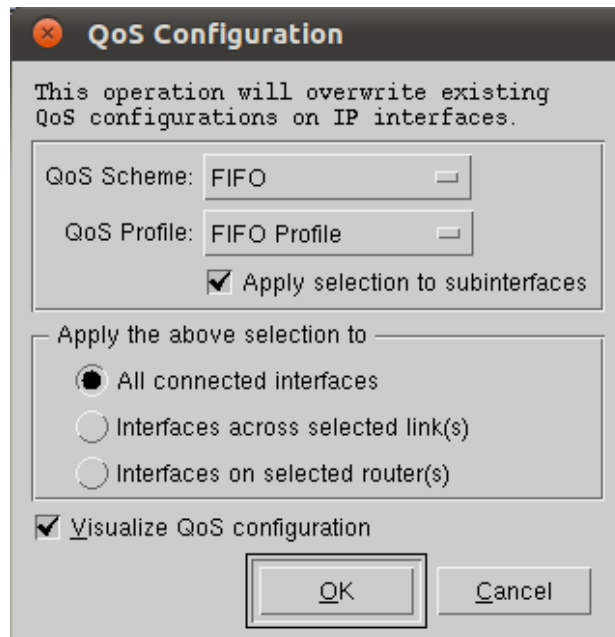 QoS Configuration
This operation will overwrite existing
QoS configurations on IP interfaces.
QoS Scheme: FIFO
QoS Profile: FIFO Profile
Apply selection to subinterfaces
Apply the above selection to
All connected interfaces
Interfaces across selected link(s)
Interfaces on selected router(s)
Visualize QoS configuration
OK Cancel